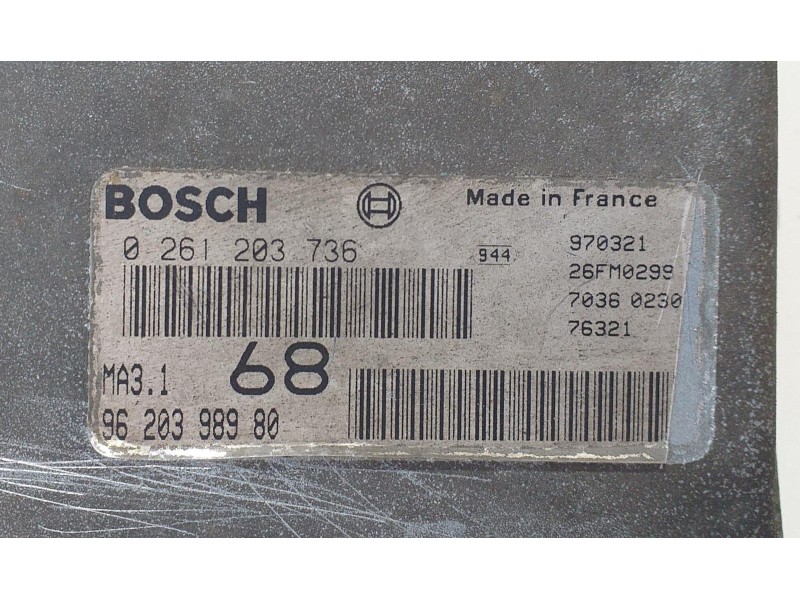 BOSCH Made in France
0 261 203 736 944 970321
26FM0299
7036 0230
76321
MA3.1 68
96 203 989 80